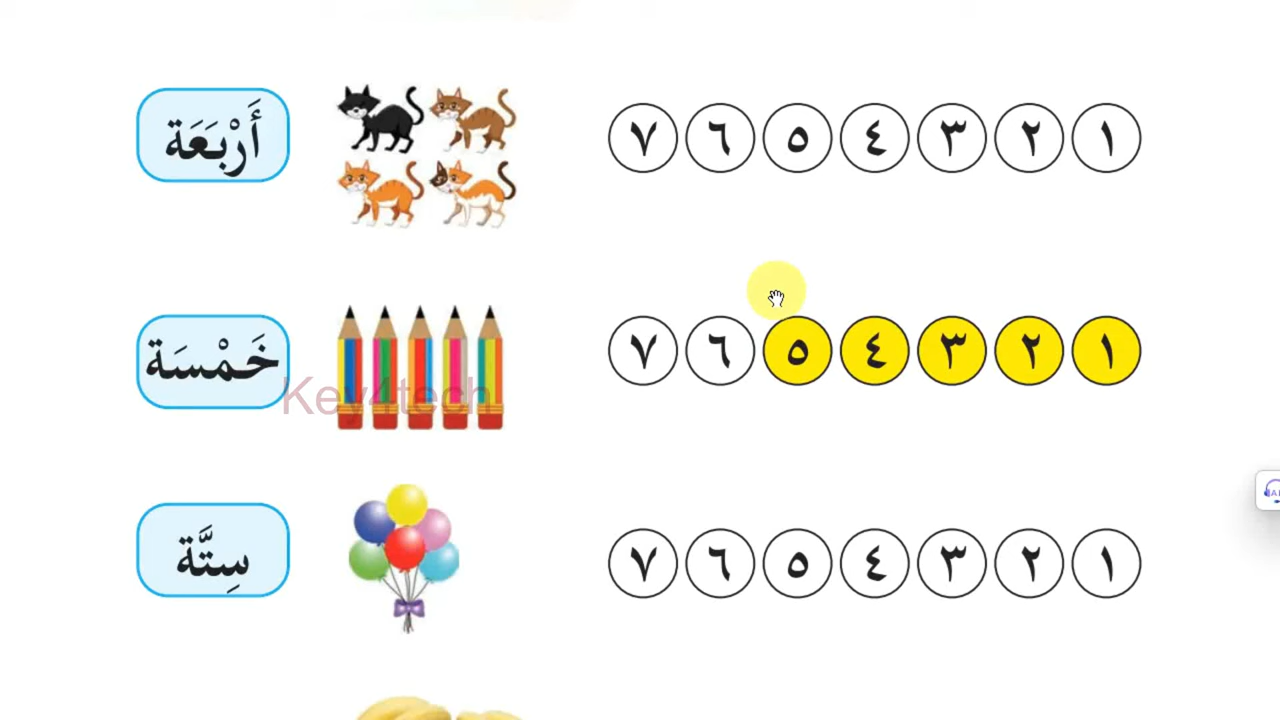 أَرْبَعَة
٧ ٦ ٥ ٤ ٣ ٢ ١
خَمْسَة
٧ ٦ ٥ ٤ ٣ ٢ ١
Key4tech
سِتَّة
٧ ٦ ٥ ٤ ٣ ٢ ١